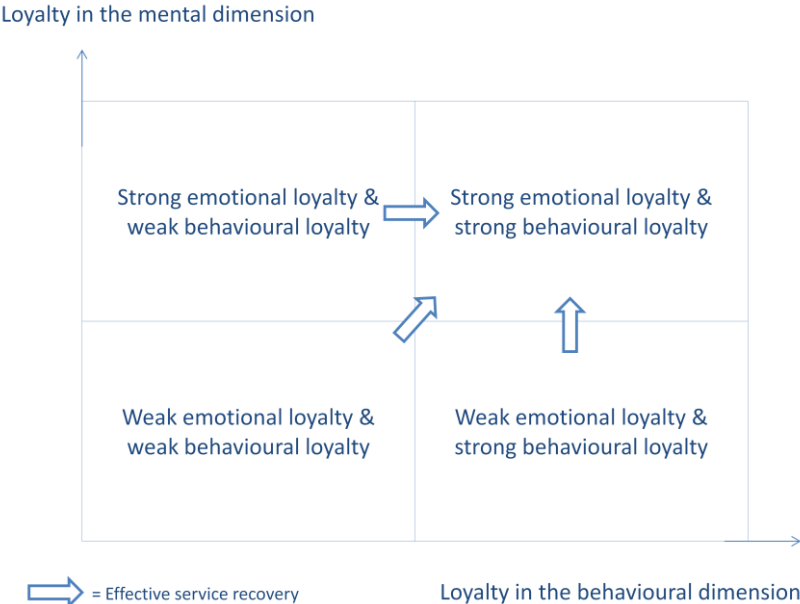 Loyalty in the mental dimension
Strong emotional loyalty &
weak behavioural loyalty
Strong emotional loyalty &
strong behavioural loyalty
Weak emotional loyalty &
weak behavioural loyalty
Weak emotional loyalty &
strong behavioural loyalty
= Effective service recovery
Loyalty in the behavioural dimension